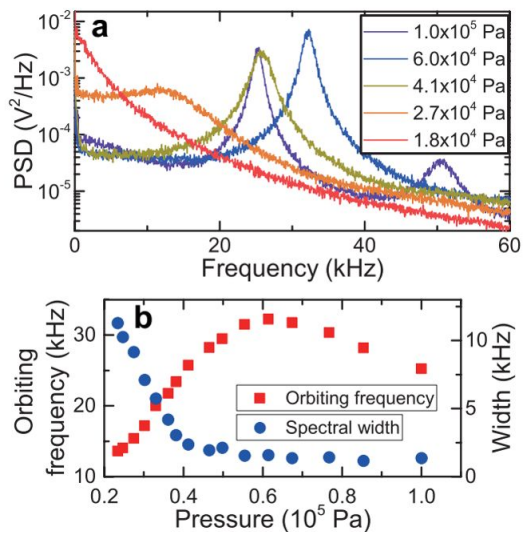 a
10⁻²
10⁻³
10⁻⁴
10⁻⁵
PSD (V²/Hz)
1.0x10⁵ Pa
6.0x10⁴ Pa
4.1x10⁴ Pa
2.7x10⁴ Pa
1.8x10⁴ Pa
0 20 40 60
Frequency (kHz)
b
30
20
10
Orbiting
frequency (kHz)
Orbiting frequency
Spectral width
10
5
0
Width (kHz)
0.2 0.4 0.6 0.8 1.0
Pressure (10⁵ Pa)